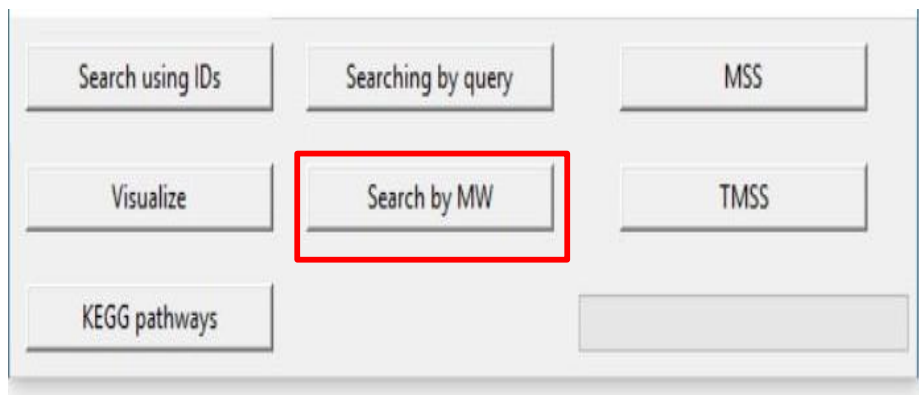 Search using IDs
Searching by query
MSS
Visualize
Search by MW
TMSS
KEGG pathways